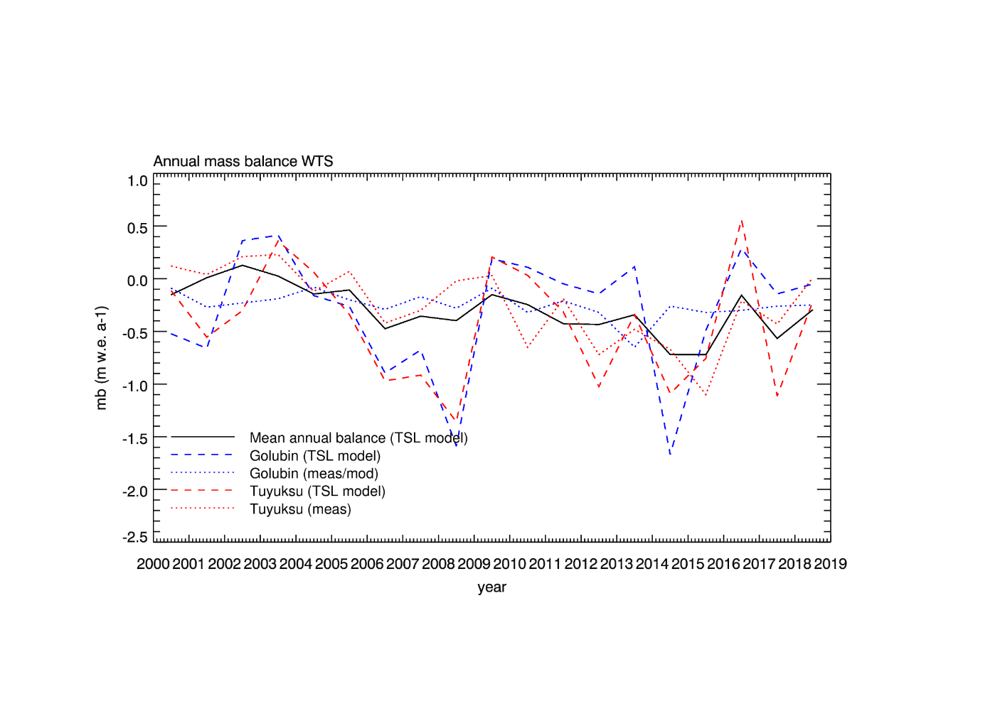 Annual mass balance WTS
1.0
0.5
0.0
-0.5
-1.0
-1.5
-2.0
-2.5
mb (m w.e. a-1)
Mean annual balance (TSL model)
Golubin (TSL model)
Golubin (meas/mod)
Tuyuksu (TSL model)
Tuyuksu (meas)
2000 2001 2002 2003 2004 2005 2006 2007 2008 2009 2010 2011 2012 2013 2014 2015 2016 2017 2018 2019
year